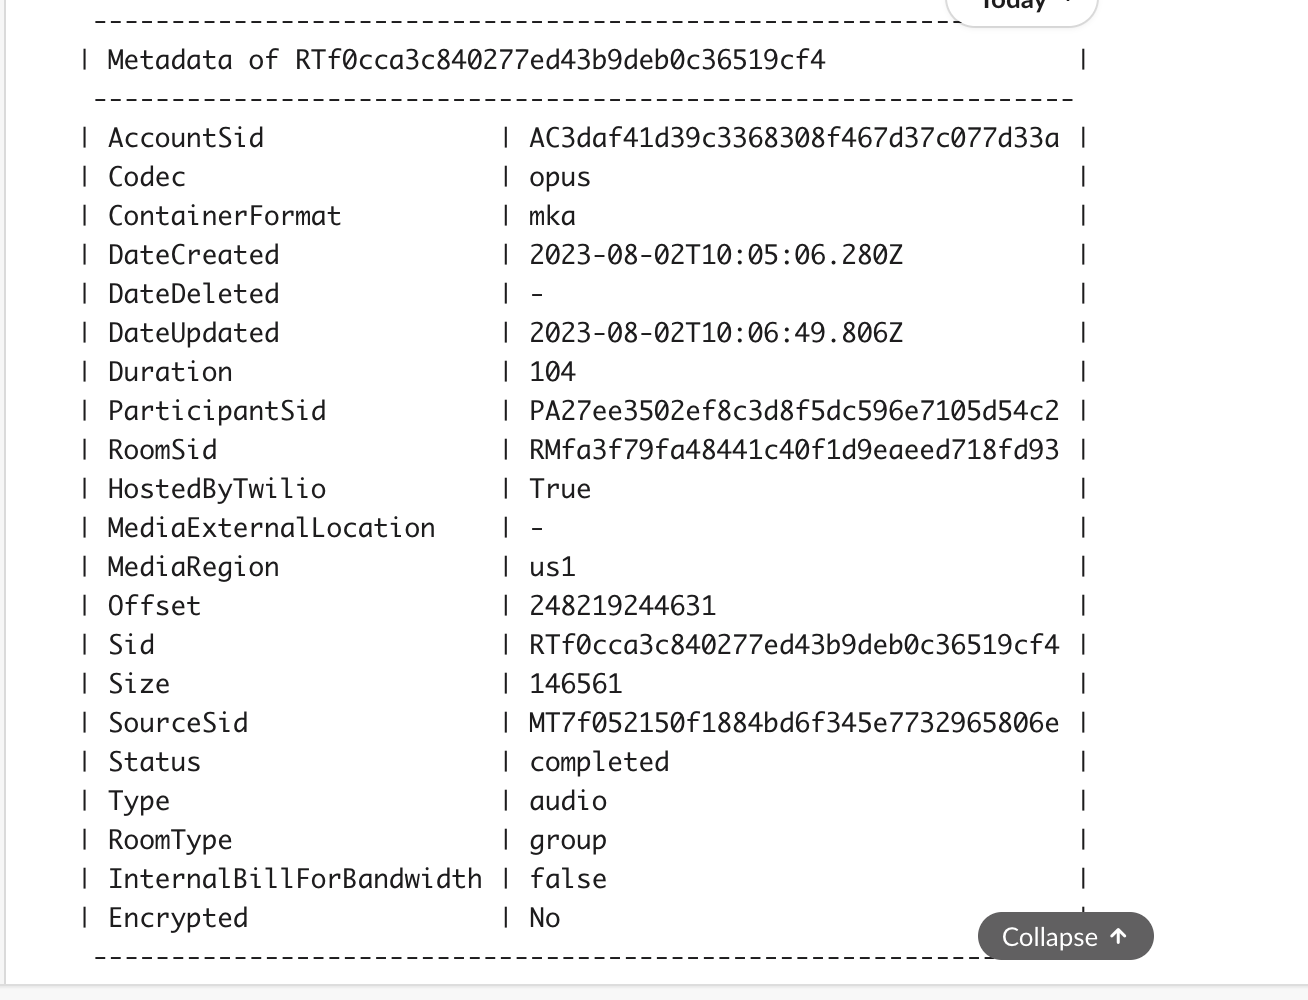 Today
----------------------------------------------------------------
| Metadata of RTf0cca3c840277ed43b9deb0c36519cf4 |
----------------------------------------------------------------
| AccountSid | AC3daf41d39c3368308f467d37c077d33a |
| Codec | opus |
| ContainerFormat | mka |
| DateCreated | 2023-08-02T10:05:06.280Z |
| DateDeleted | - |
| DateUpdated | 2023-08-02T10:06:49.806Z |
| Duration | 104 |
| ParticipantSid | PA27ee3502ef8c3d8f5dc596e7105d54c2 |
| RoomSid | RMfa3f79fa48441c40f1d9eaeed718fd93 |
| HostedByTwilio | True |
| MediaExternalLocation | - |
| MediaRegion | us1 |
| Offset | 248219244631 |
| Sid | RTf0cca3c840277ed43b9deb0c36519cf4 |
| Size | 146561 |
| SourceSid | MT7f052150f1884bd6f345e7732965806e |
| Status | completed |
| Type | audio |
| RoomType | group |
| InternalBillForBandwidth | false |
| Encrypted | No |
Collapse ↑
----------------------------------------------------------------